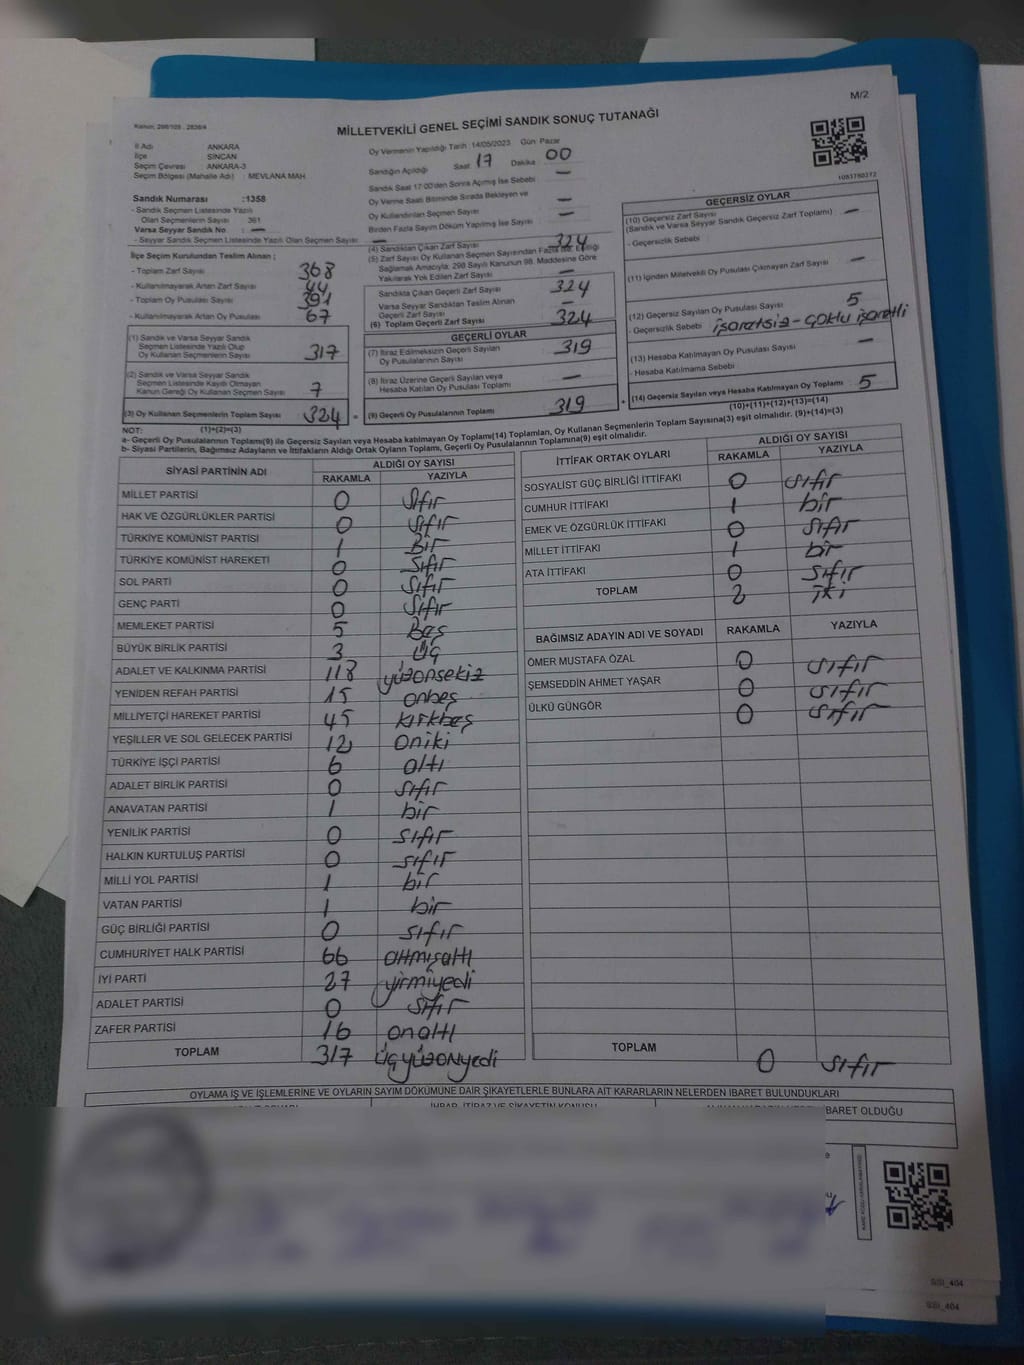 M/2
Kanun: 298/105 - 2839/4
MİLLETVEKİLİ GENEL SEÇİMİ SANDIK SONUÇ TUTANAĞI
İl Adı ANKARA
İlçe SİNCAN
Seçim Çevresi ANKARA-3
Seçim Bölgesi (Mahalle Adı) : MEVLANA MAH
Oy Vermenin Yapıldığı Tarih :14/05/2023 Gün: Pazar
Sandığın Açıldığı Saat 17 Dakika 00
Sandık Saat 17:00'den Sonra Açılmış İse Sebebi —
Oy Verme Saati Bitiminde Sırada Bekleyen ve
Oy Kullandırılan Seçmen Sayısı —
Birden Fazla Sayım Döküm Yapılmış İse Sayısı —
1083760372
Sandık Numarası :1358
- Sandık Seçmen Listesinde Yazılı
Olan Seçmenlerin Sayısı : 361
Varsa Seyyar Sandık No : —
- Seyyar Sandık Seçmen Listesinde Yazılı Olan Seçmen Sayısı: —
İlçe Seçim Kurulundan Teslim Alınan ;
- Toplam Zarf Sayısı 368
- Kullanılmayarak Artan Zarf Sayısı 44
- Toplam Oy Pusulası Sayısı 391
- Kullanılmayarak Artan Oy Pusulası 67
(1) Sandık ve Varsa Seyyar Sandık
Seçmen Listesinde Yazılı Olup
Oy Kullanan Seçmenlerin Sayısı 317
(2) Sandık ve Varsa Seyyar Sandık
Seçmen Listesinde Kayıtlı Olmayan
Kanun Gereği Oy Kullanan Seçmen Sayısı 7
(3) Oy Kullanan Seçmenlerin Toplam Sayısı 324
(4) Sandıktan Çıkan Zarf Sayısı 324
(5) Zarf Sayısı Oy Kullanan Seçmen Sayısından Fazla ise, Eşitliği
Sağlamak Amacıyla, 298 Sayılı Kanunun 98. Maddesine Göre
Yakılarak Yok Edilen Zarf Sayısı —
Sandıkta Çıkan Geçerli Zarf Sayısı 324
Varsa Seyyar Sandıktan Teslim Alınan
Geçerli Zarf Sayısı —
(6) Toplam Geçerli Zarf Sayısı 324
GEÇERLİ OYLAR
(7) İtiraz Edilmeksizin Geçerli Sayılan
Oy Pusulalarının Sayısı 319
(8) İtiraz Üzerine Geçerli Sayılan veya
Hesaba Katılan Oy Pusulası Toplamı —
(9) Geçerli Oy Pusulalarının Toplamı 319
GEÇERSİZ OYLAR
(10) Geçersiz Zarf Sayısı
(Sandık ve Varsa Seyyar Sandık Geçersiz Zarf Toplamı) —
- Geçersizlik Sebebi
(11) İçinden Milletvekili Oy Pusulası Çıkmayan Zarf Sayısı —
(12) Geçersiz Sayılan Oy Pusulası Sayısı 5
- Geçersizlik Sebebi işaretsiz - çoklu işaretli
(13) Hesaba Katılmayan Oy Pusulası Sayısı —
- Hesaba Katılmama Sebebi
(14) Geçersiz Sayılan veya Hesaba Katılmayan Oy Toplamı 5
NOT: (1)+(2)=(3)
(10)+(11)+(12)+(13)=(14)
a- Geçerli Oy Pusulalarının Toplamı(9) ile Geçersiz Sayılan veya Hesaba katılmayan Oy Toplamı(14) Toplamları, Oy Kullanan Seçmenlerin Toplam Sayısına(3) eşit olmalıdır. (9)+(14)=(3)
b- Siyasi Partilerin, Bağımsız Adayların ve İttifakların Aldığı Ortak Oyların Toplamı, Geçerli Oy Pusulalarının Toplamına(9) eşit olmalıdır.
SİYASİ PARTİNİN ADI
ALDIĞI OY SAYISI
RAKAMLA YAZIYLA
MİLLET PARTİSİ 0 sıfır
HAK VE ÖZGÜRLÜKLER PARTİSİ 0 sıfır
TÜRKİYE KOMÜNİST PARTİSİ 1 Bir
TÜRKİYE KOMÜNİST HAREKETİ 0 sıfır
SOL PARTİ 0 sıfır
GENÇ PARTİ 0 sıfır
MEMLEKET PARTİSİ 5 Beş
BÜYÜK BİRLİK PARTİSİ 3 Üç
ADALET VE KALKINMA PARTİSİ 118 yüzonsekiz
YENİDEN REFAH PARTİSİ 15 onbeş
MİLLİYETÇİ HAREKET PARTİSİ 45 kırkbeş
YEŞİLLER VE SOL GELECEK PARTİSİ 12 oniki
TÜRKİYE İŞÇİ PARTİSİ 6 altı
ADALET BİRLİK PARTİSİ 0 sıfır
ANAVATAN PARTİSİ 1 bir
YENİLİK PARTİSİ 0 sıfır
HALKIN KURTULUŞ PARTİSİ 0 sıfır
MİLLİ YOL PARTİSİ 1 bir
VATAN PARTİSİ 1 bir
GÜÇ BİRLİĞİ PARTİSİ 0 sıfır
CUMHURİYET HALK PARTİSİ 66 altmışaltı
İYİ PARTİ 27 yirmiyedi
ADALET PARTİSİ 0 sıfır
ZAFER PARTİSİ 16 onaltı
TOPLAM 317 üçyüzonyedi
İTTİFAK ORTAK OYLARI
ALDIĞI OY SAYISI
RAKAMLA YAZIYLA
SOSYALİST GÜÇ BİRLİĞİ İTTİFAKI 0 sıfır
CUMHUR İTTİFAKI 1 bir
EMEK VE ÖZGÜRLÜK İTTİFAKI 0 sıfır
MİLLET İTTİFAKI 1 bir
ATA İTTİFAKI 0 sıfır
TOPLAM 2 iki
BAĞIMSIZ ADAYIN ADI VE SOYADI RAKAMLA YAZIYLA
ÖMER MUSTAFA ÖZAL 0 sıfır
ŞEMSEDDİN AHMET YAŞAR 0 sıfır
ÜLKÜ GÜNGÖR 0 sıfır
TOPLAM 0 sıfır
OYLAMA İŞ VE İŞLEMLERİNE VE OYLARIN SAYIM DÖKÜMÜNE DAİR ŞİKAYETLERLE BUNLARA AİT KARARLARIN NELERDEN İBARET BULUNDUKLARI
İHBAR, İTİRAZ VE ŞİKAYETİN KONUSU
İBARET OLDUĞU
SSI_404
SSI_404